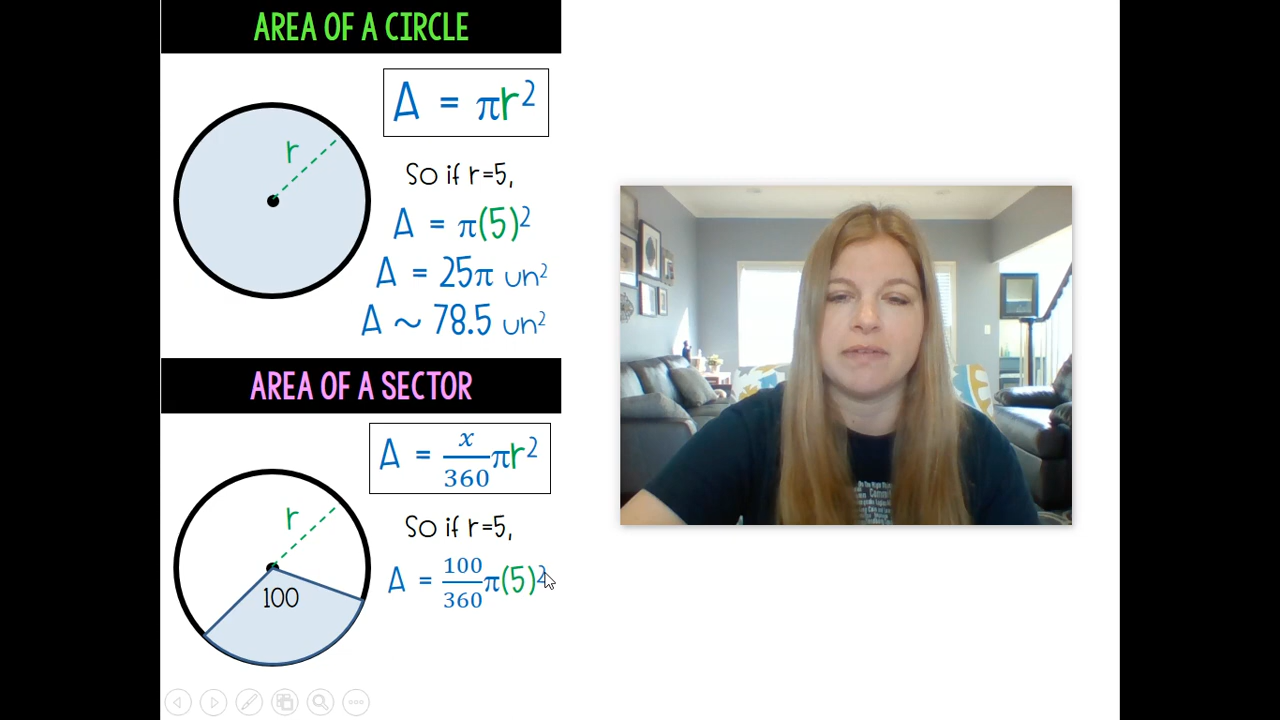 AREA OF A CIRCLE
A = πr²
r
So if r=5,
A = π(5)²
A = 25π un²
A ~ 78.5 un²
AREA OF A SECTOR
A = x/360 πr²
r
So if r=5,
100
A = 100/360 π(5)²